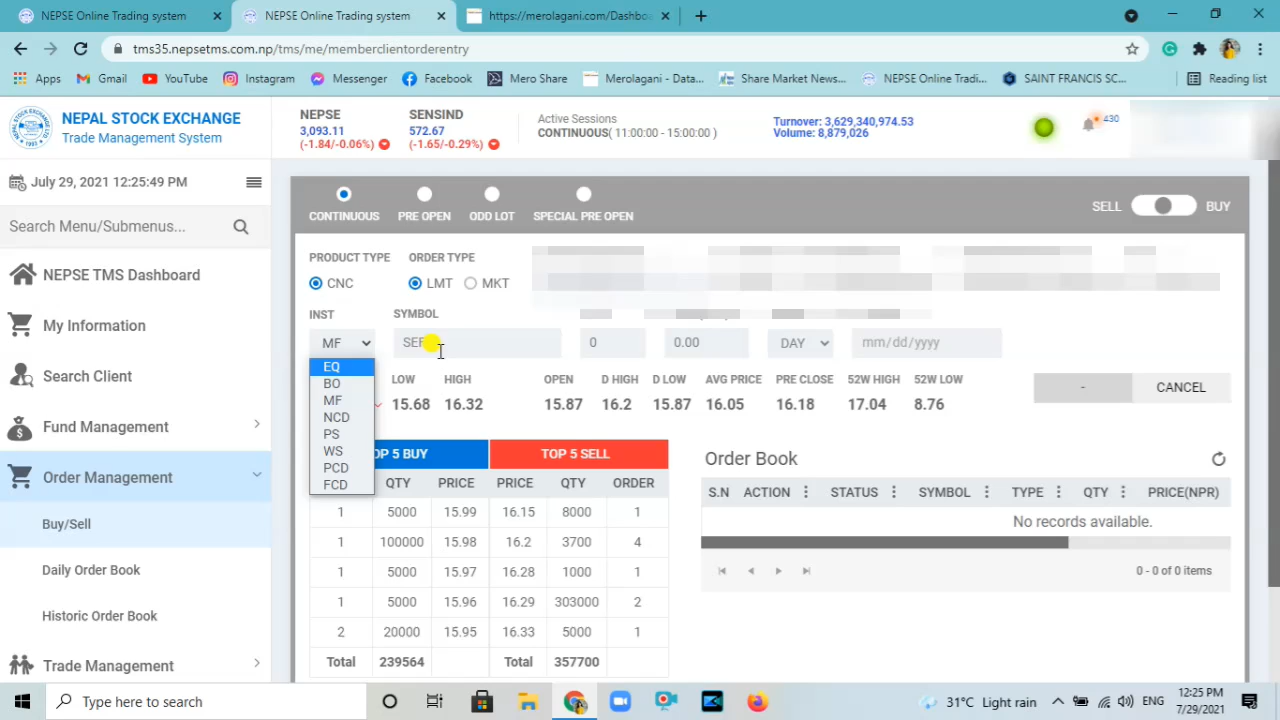 NEPSE Online Trading system
NEPSE Online Trading system
https://merolagani.com/Dashbo
tms35.nepsetms.com.np/tms/me/memberclientorderentry
Apps Gmail YouTube Instagram Messenger Facebook Mero Share Merolagani - Data... Share Market News... NEPSE Online Tradi... SAINT FRANCIS SC... Reading list
NEPAL STOCK EXCHANGE
Trade Management System
NEPSE
3,093.11
(-1.84/-0.06%)
SENSIND
572.67
(-1.65/-0.29%)
Active Sessions
CONTINUOUS( 11:00:00 - 15:00:00 )
Turnover: 3,629,340,974.53
Volume: 8,879,026
430
July 29, 2021 12:25:49 PM
Search Menu/Submenus...
NEPSE TMS Dashboard
My Information
Search Client
Fund Management
Order Management
Buy/Sell
Daily Order Book
Historic Order Book
Trade Management
CONTINUOUS PRE OPEN ODD LOT SPECIAL PRE OPEN
SELL BUY
PRODUCT TYPE ORDER TYPE
CNC LMT MKT
INST SYMBOL
MF 0 0.00 DAY mm/dd/yyyy
EQ
BO
MF
NCD
PS
WS
PCD
FCD
LOW HIGH OPEN D HIGH D LOW AVG PRICE PRE CLOSE 52W HIGH 52W LOW
15.68 16.32 15.87 16.2 15.87 16.05 16.18 17.04 8.76
- CANCEL
OP 5 BUY TOP 5 SELL
QTY PRICE PRICE QTY ORDER
1 5000 15.99 16.15 8000 1
1 100000 15.98 16.2 3700 4
1 5000 15.97 16.28 1000 1
1 5000 15.96 16.29 303000 2
2 20000 15.95 16.33 5000 1
Total 239564 Total 357700
Order Book
S.N ACTION STATUS SYMBOL TYPE QTY PRICE(NPR)
No records available.
0 - 0 of 0 items
Type here to search
31°C Light rain
ENG
12:25 PM
7/29/2021